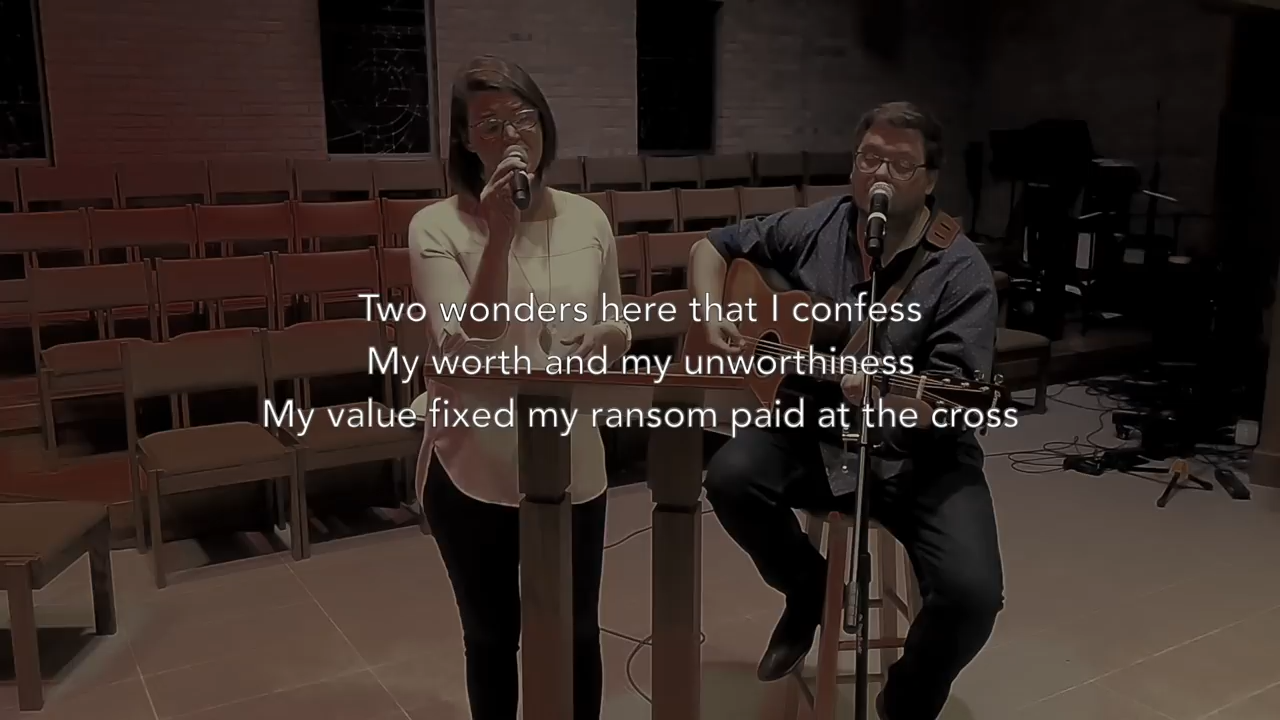 Two wonders here that I confess
My worth and my unworthiness
My value fixed my ransom paid at the cross